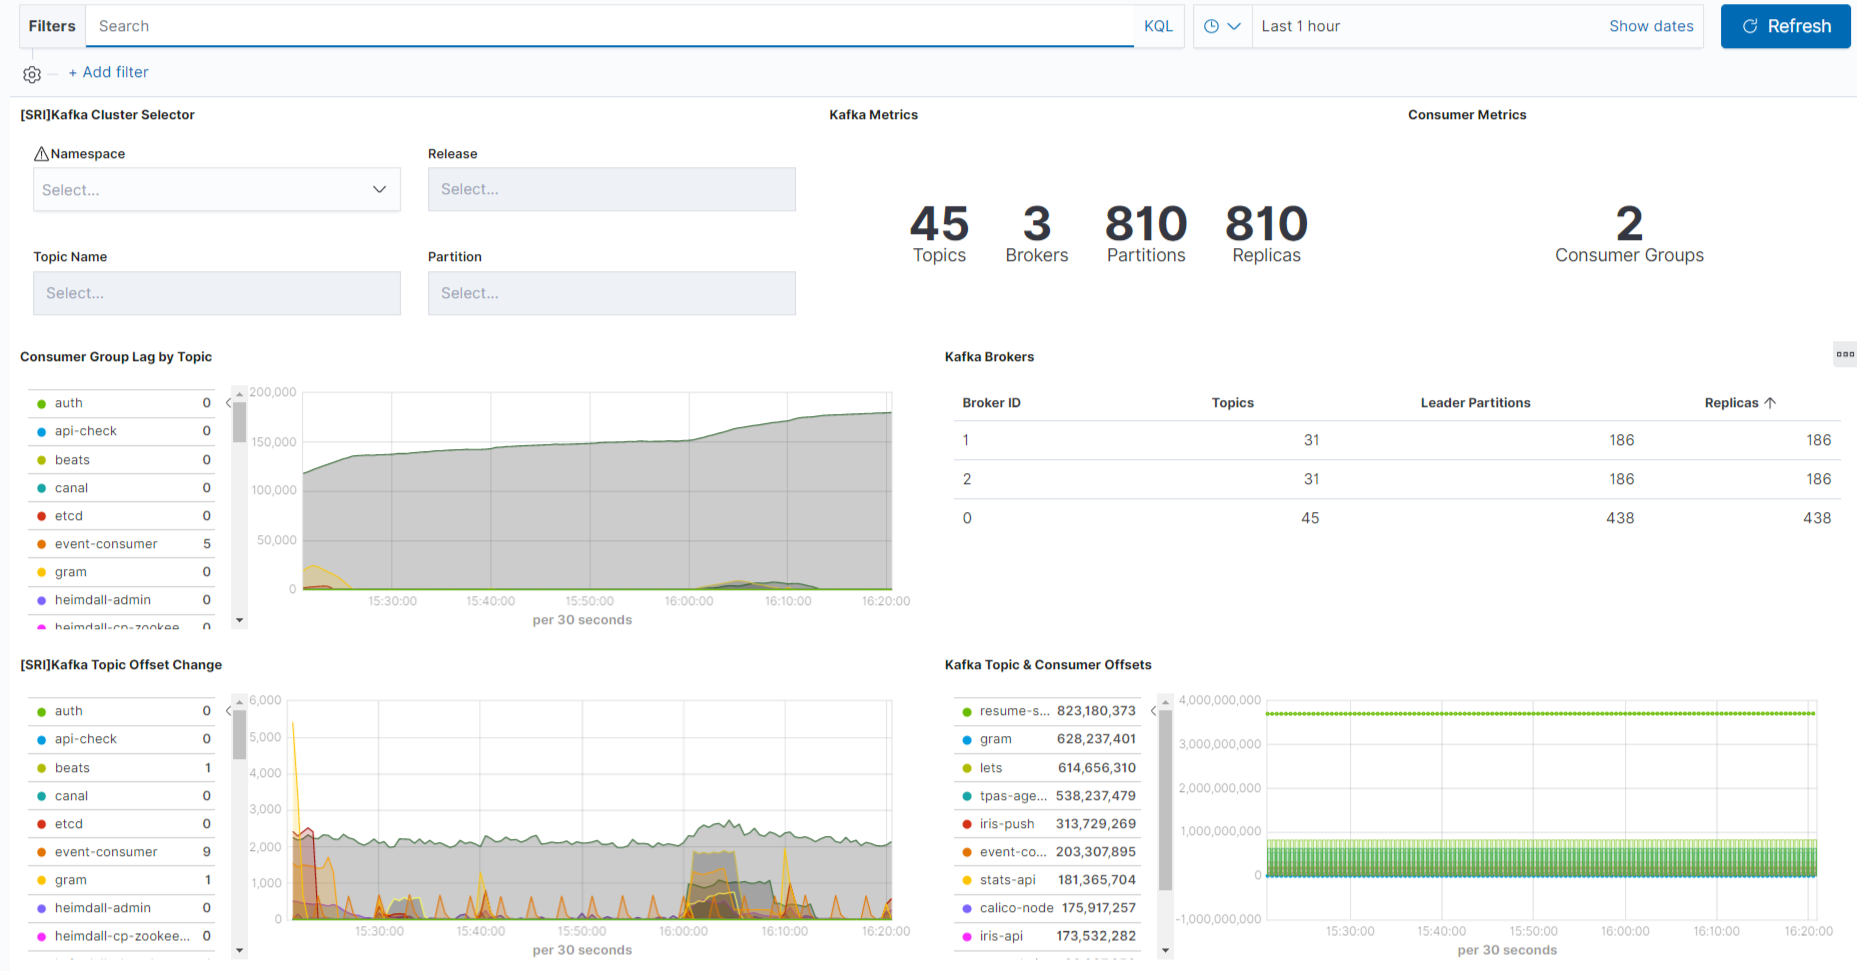 Filters
Search
KQL
Last 1 hour
Show dates
Refresh
+ Add filter
[SRI]Kafka Cluster Selector
Namespace
Select...
Release
Select...
Topic Name
Select...
Partition
Select...
Kafka Metrics
45 3 810 810
Topics Brokers Partitions Replicas
Consumer Metrics
2
Consumer Groups
Consumer Group Lag by Topic
auth 0
api-check 0
beats 0
canal 0
etcd 0
event-consumer 5
gram 0
heimdall-admin 0
heimdall-cp-zookee 0
200,000
150,000
100,000
50,000
0
15:30:00 15:40:00 15:50:00 16:00:00 16:10:00 16:20:00
per 30 seconds
Kafka Brokers
Broker ID Topics Leader Partitions Replicas
1 31 186 186
2 31 186 186
0 45 438 438
[SRI]Kafka Topic Offset Change
auth 0
api-check 0
beats 1
canal 0
etcd 0
event-consumer 9
gram 1
heimdall-admin 0
heimdall-cp-zookee... 0
6,000
5,000
4,000
3,000
2,000
1,000
0
15:30:00 15:40:00 15:50:00 16:00:00 16:10:00 16:20:00
per 30 seconds
Kafka Topic & Consumer Offsets
resume-s... 823,180,373
gram 628,237,401
lets 614,656,310
tpas-age... 538,237,479
iris-push 313,729,269
event-co... 203,307,895
stats-api 181,365,704
calico-node 175,917,257
iris-api 173,532,282
4,000,000,000
3,000,000,000
2,000,000,000
1,000,000,000
0
-1,000,000,000
15:30:00 15:40:00 15:50:00 16:00:00 16:10:00 16:20:00
per 30 seconds